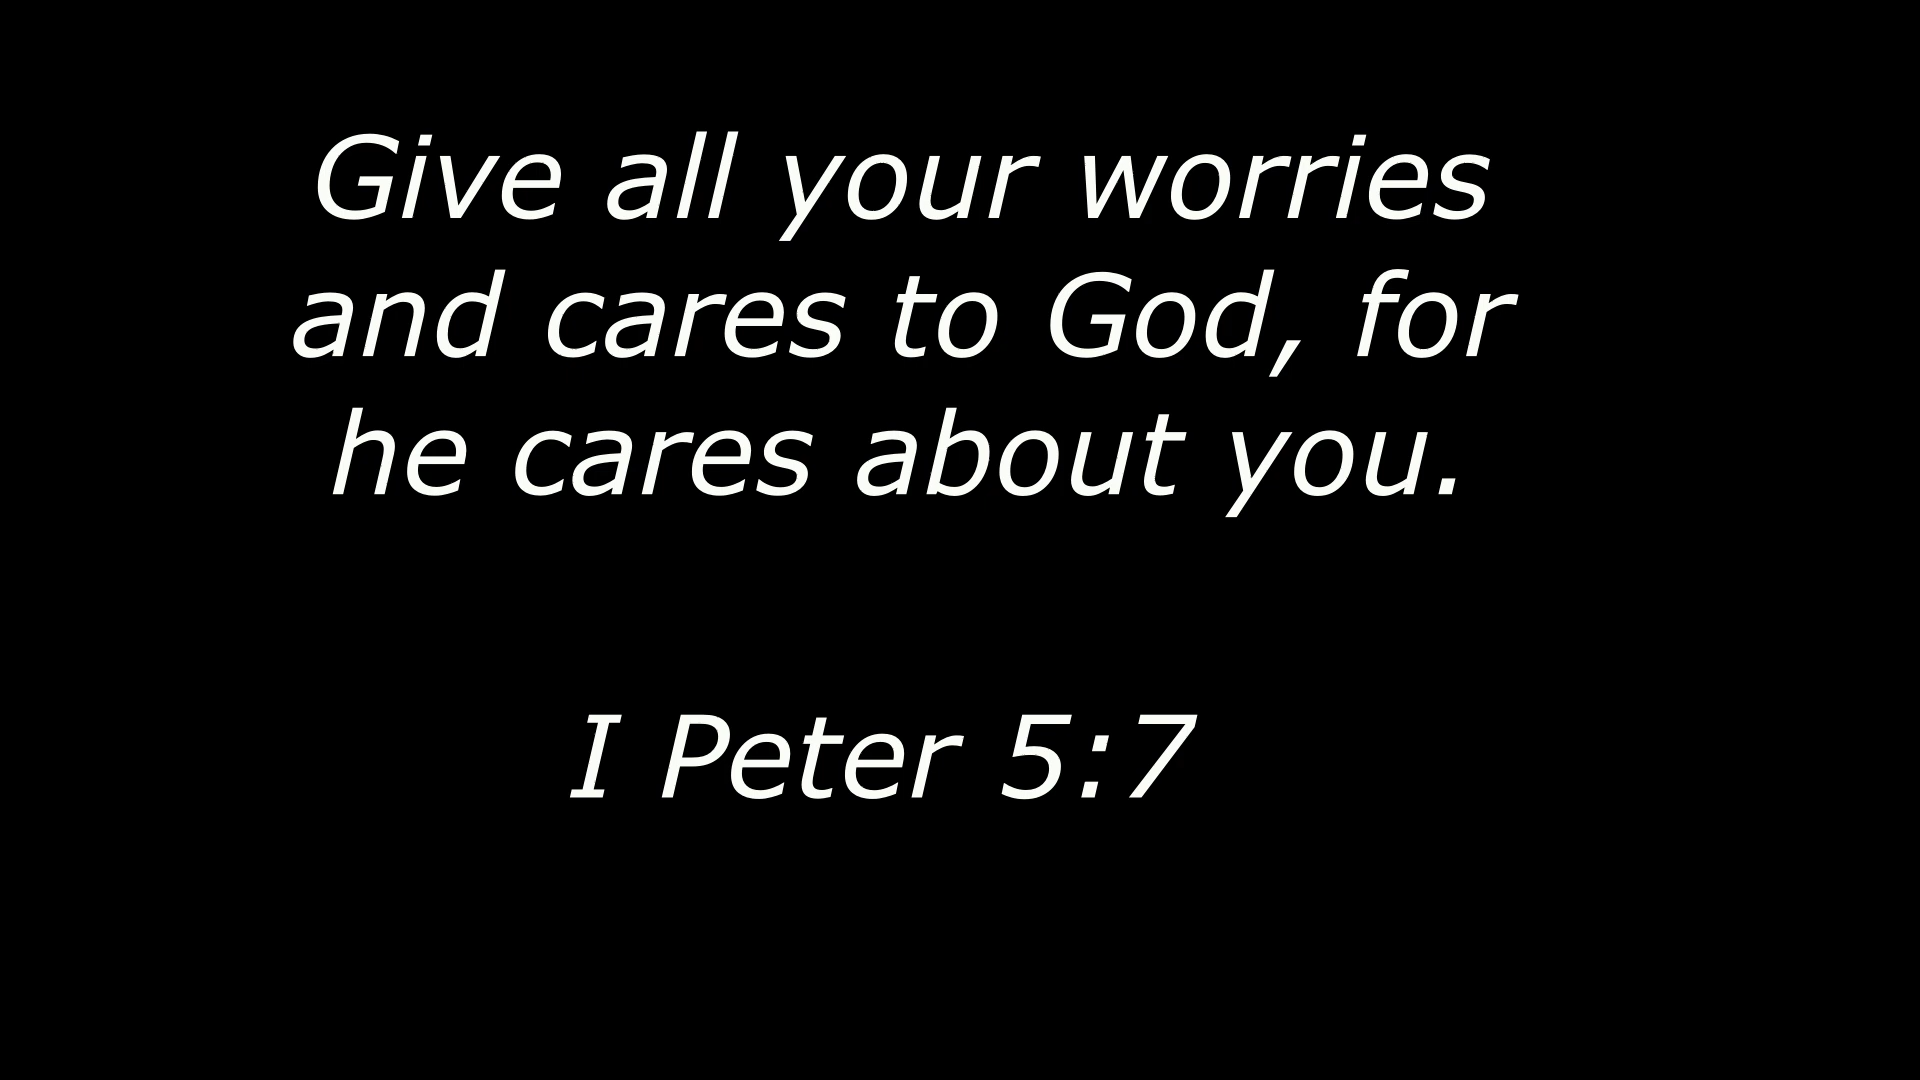 Give all your worries
and cares to God, for
he cares about you.
I Peter 5:7